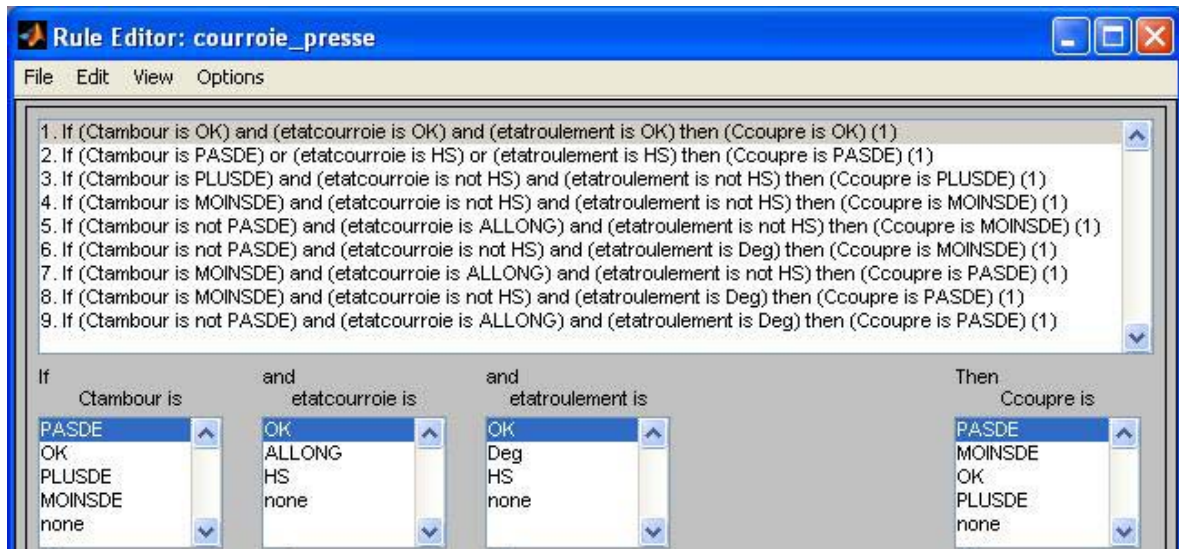 Rule Editor: courroie_presse
File Edit View Options
1. If (Ctambour is OK) and (etatcourroie is OK) and (etatroulement is OK) then (Ccoupre is OK) (1)
2. If (Ctambour is PASDE) or (etatcourroie is HS) or (etatroulement is HS) then (Ccoupre is PASDE) (1)
3. If (Ctambour is PLUSDE) and (etatcourroie is not HS) and (etatroulement is not HS) then (Ccoupre is PLUSDE) (1)
4. If (Ctambour is MOINSDE) and (etatcourroie is not HS) and (etatroulement is not HS) then (Ccoupre is MOINSDE) (1)
5. If (Ctambour is not PASDE) and (etatcourroie is ALLONG) and (etatroulement is not HS) then (Ccoupre is MOINSDE) (1)
6. If (Ctambour is not PASDE) and (etatcourroie is not HS) and (etatroulement is Deg) then (Ccoupre is MOINSDE) (1)
7. If (Ctambour is MOINSDE) and (etatcourroie is ALLONG) and (etatroulement is not HS) then (Ccoupre is PASDE) (1)
8. If (Ctambour is MOINSDE) and (etatcourroie is not HS) and (etatroulement is Deg) then (Ccoupre is PASDE) (1)
9. If (Ctambour is not PASDE) and (etatcourroie is ALLONG) and (etatroulement is Deg) then (Ccoupre is PASDE) (1)
If and and Then
Ctambour is etatcourroie is etatroulement is Ccoupre is
PASDE OK OK PASDE
OK ALLONG Deg MOINSDE
PLUSDE HS HS OK
MOINSDE none none PLUSDE
none none